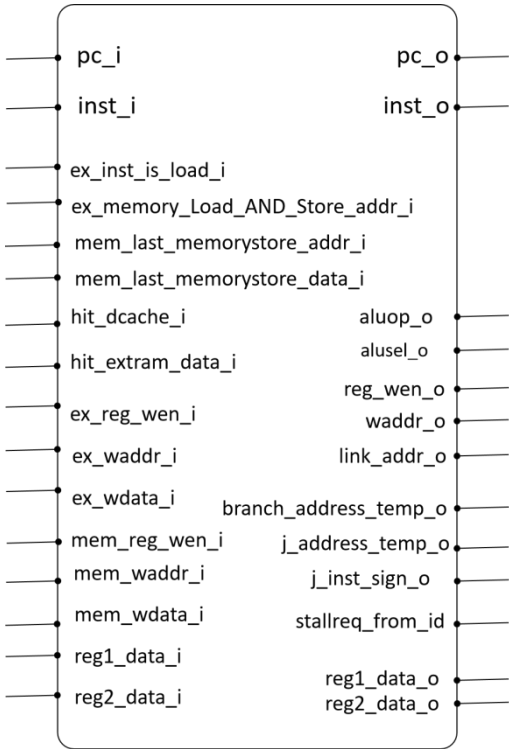 pc_i
pc_o
inst_i
inst_o
ex_inst_is_load_i
ex_memory_Load_AND_Store_addr_i
mem_last_memorystore_addr_i
mem_last_memorystore_data_i
hit_dcache_i
aluop_o
hit_extram_data_i
alusel_o
reg_wen_o
ex_reg_wen_i
waddr_o
ex_waddr_i
link_addr_o
ex_wdata_i
branch_address_temp_o
mem_reg_wen_i
j_address_temp_o
mem_waddr_i
j_inst_sign_o
mem_wdata_i
stallreq_from_id
reg1_data_i
reg1_data_o
reg2_data_i
reg2_data_o